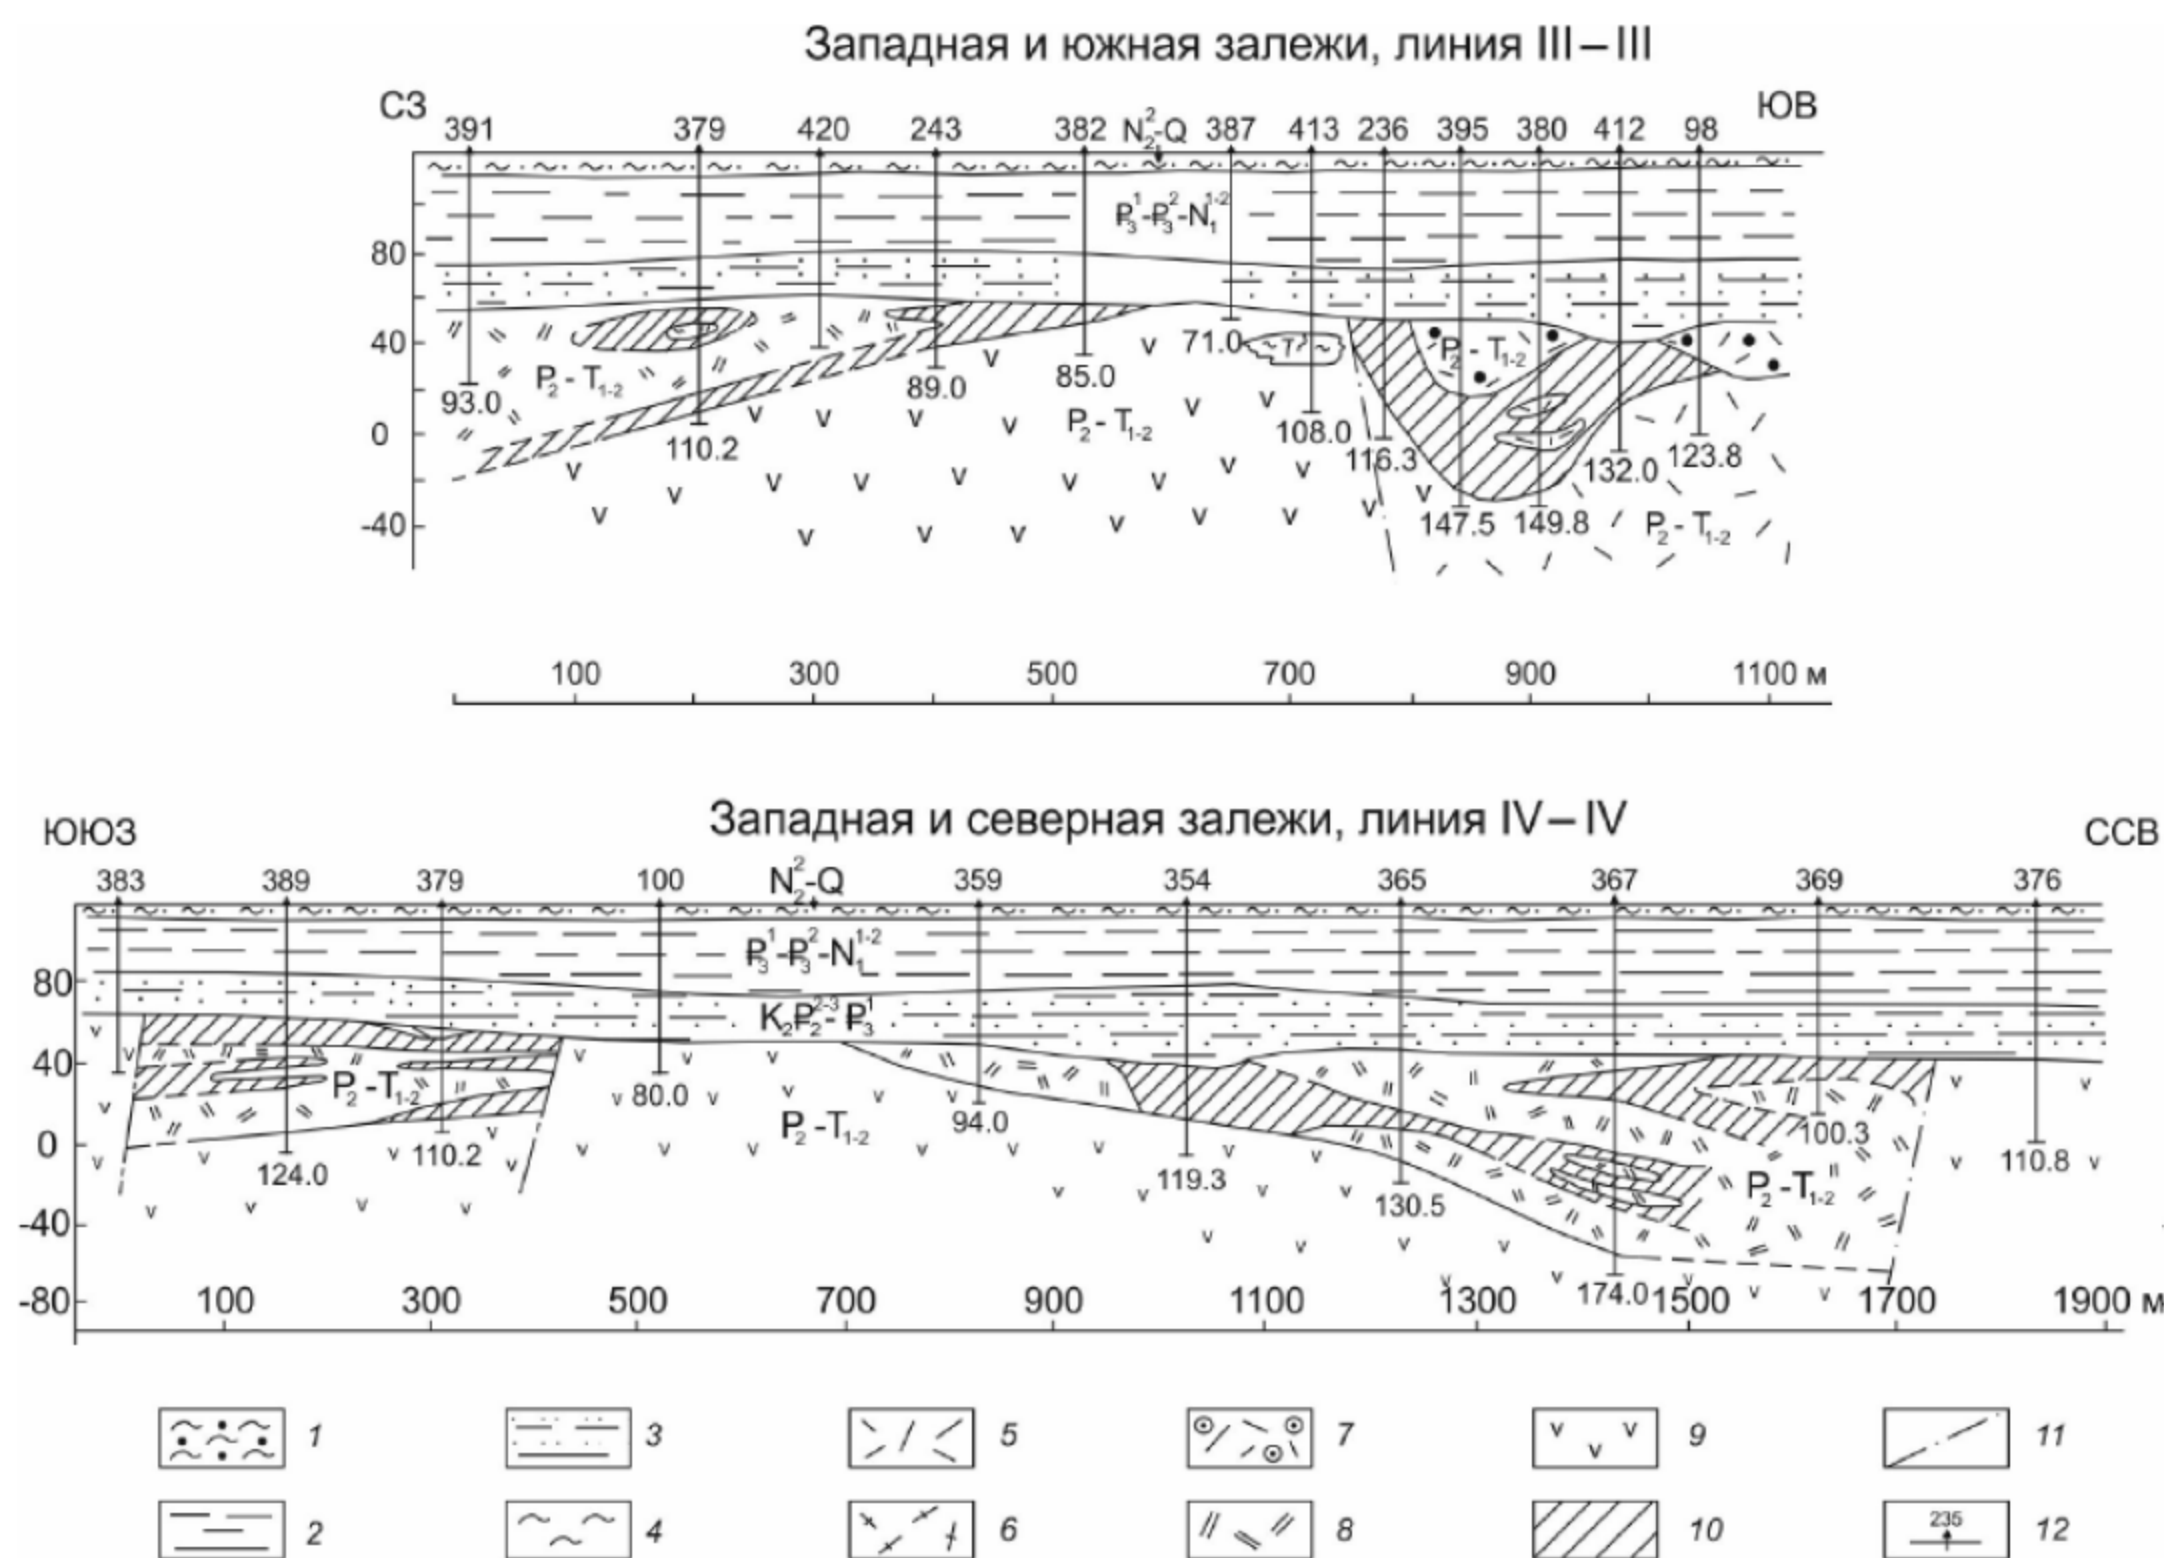 Западная и южная залежи, линия III–III
СЗ ЮВ
391 379 420 243 382 N₂²-Q 387 413 236 395 380 412 98
P₃¹-P₃²-N₁¹⁻²
80
40
0
-40
P₂-T₁₋₂
P₂-T₁₋₂
P₂-T₁₋₂
P₂-T₁₋₂
T
71.0
93.0 89.0 85.0
110.2 108.0 116.3 132.0 123.8
147.5 149.8
100 300 500 700 900 1100 м
Западная и северная залежи, линия IV–IV
ЮЮЗ ССВ
383 389 379 100 N₂²-Q 359 354 365 367 369 376
P₃¹-P₃²-N₁¹⁻²
K₂P₂²⁻³-P₃¹
80
40
0
-40
-80
P₂-T₁₋₂
P₂-T₁₋₂
P₂-T₁₋₂
80.0 94.0 100.3
124.0 110.2 119.3 130.5 110.8
174.0
100 300 500 700 900 1100 1300 1500 1700 1900 м
1 3 5 7 9 11
2 4 6 8 10 235 12